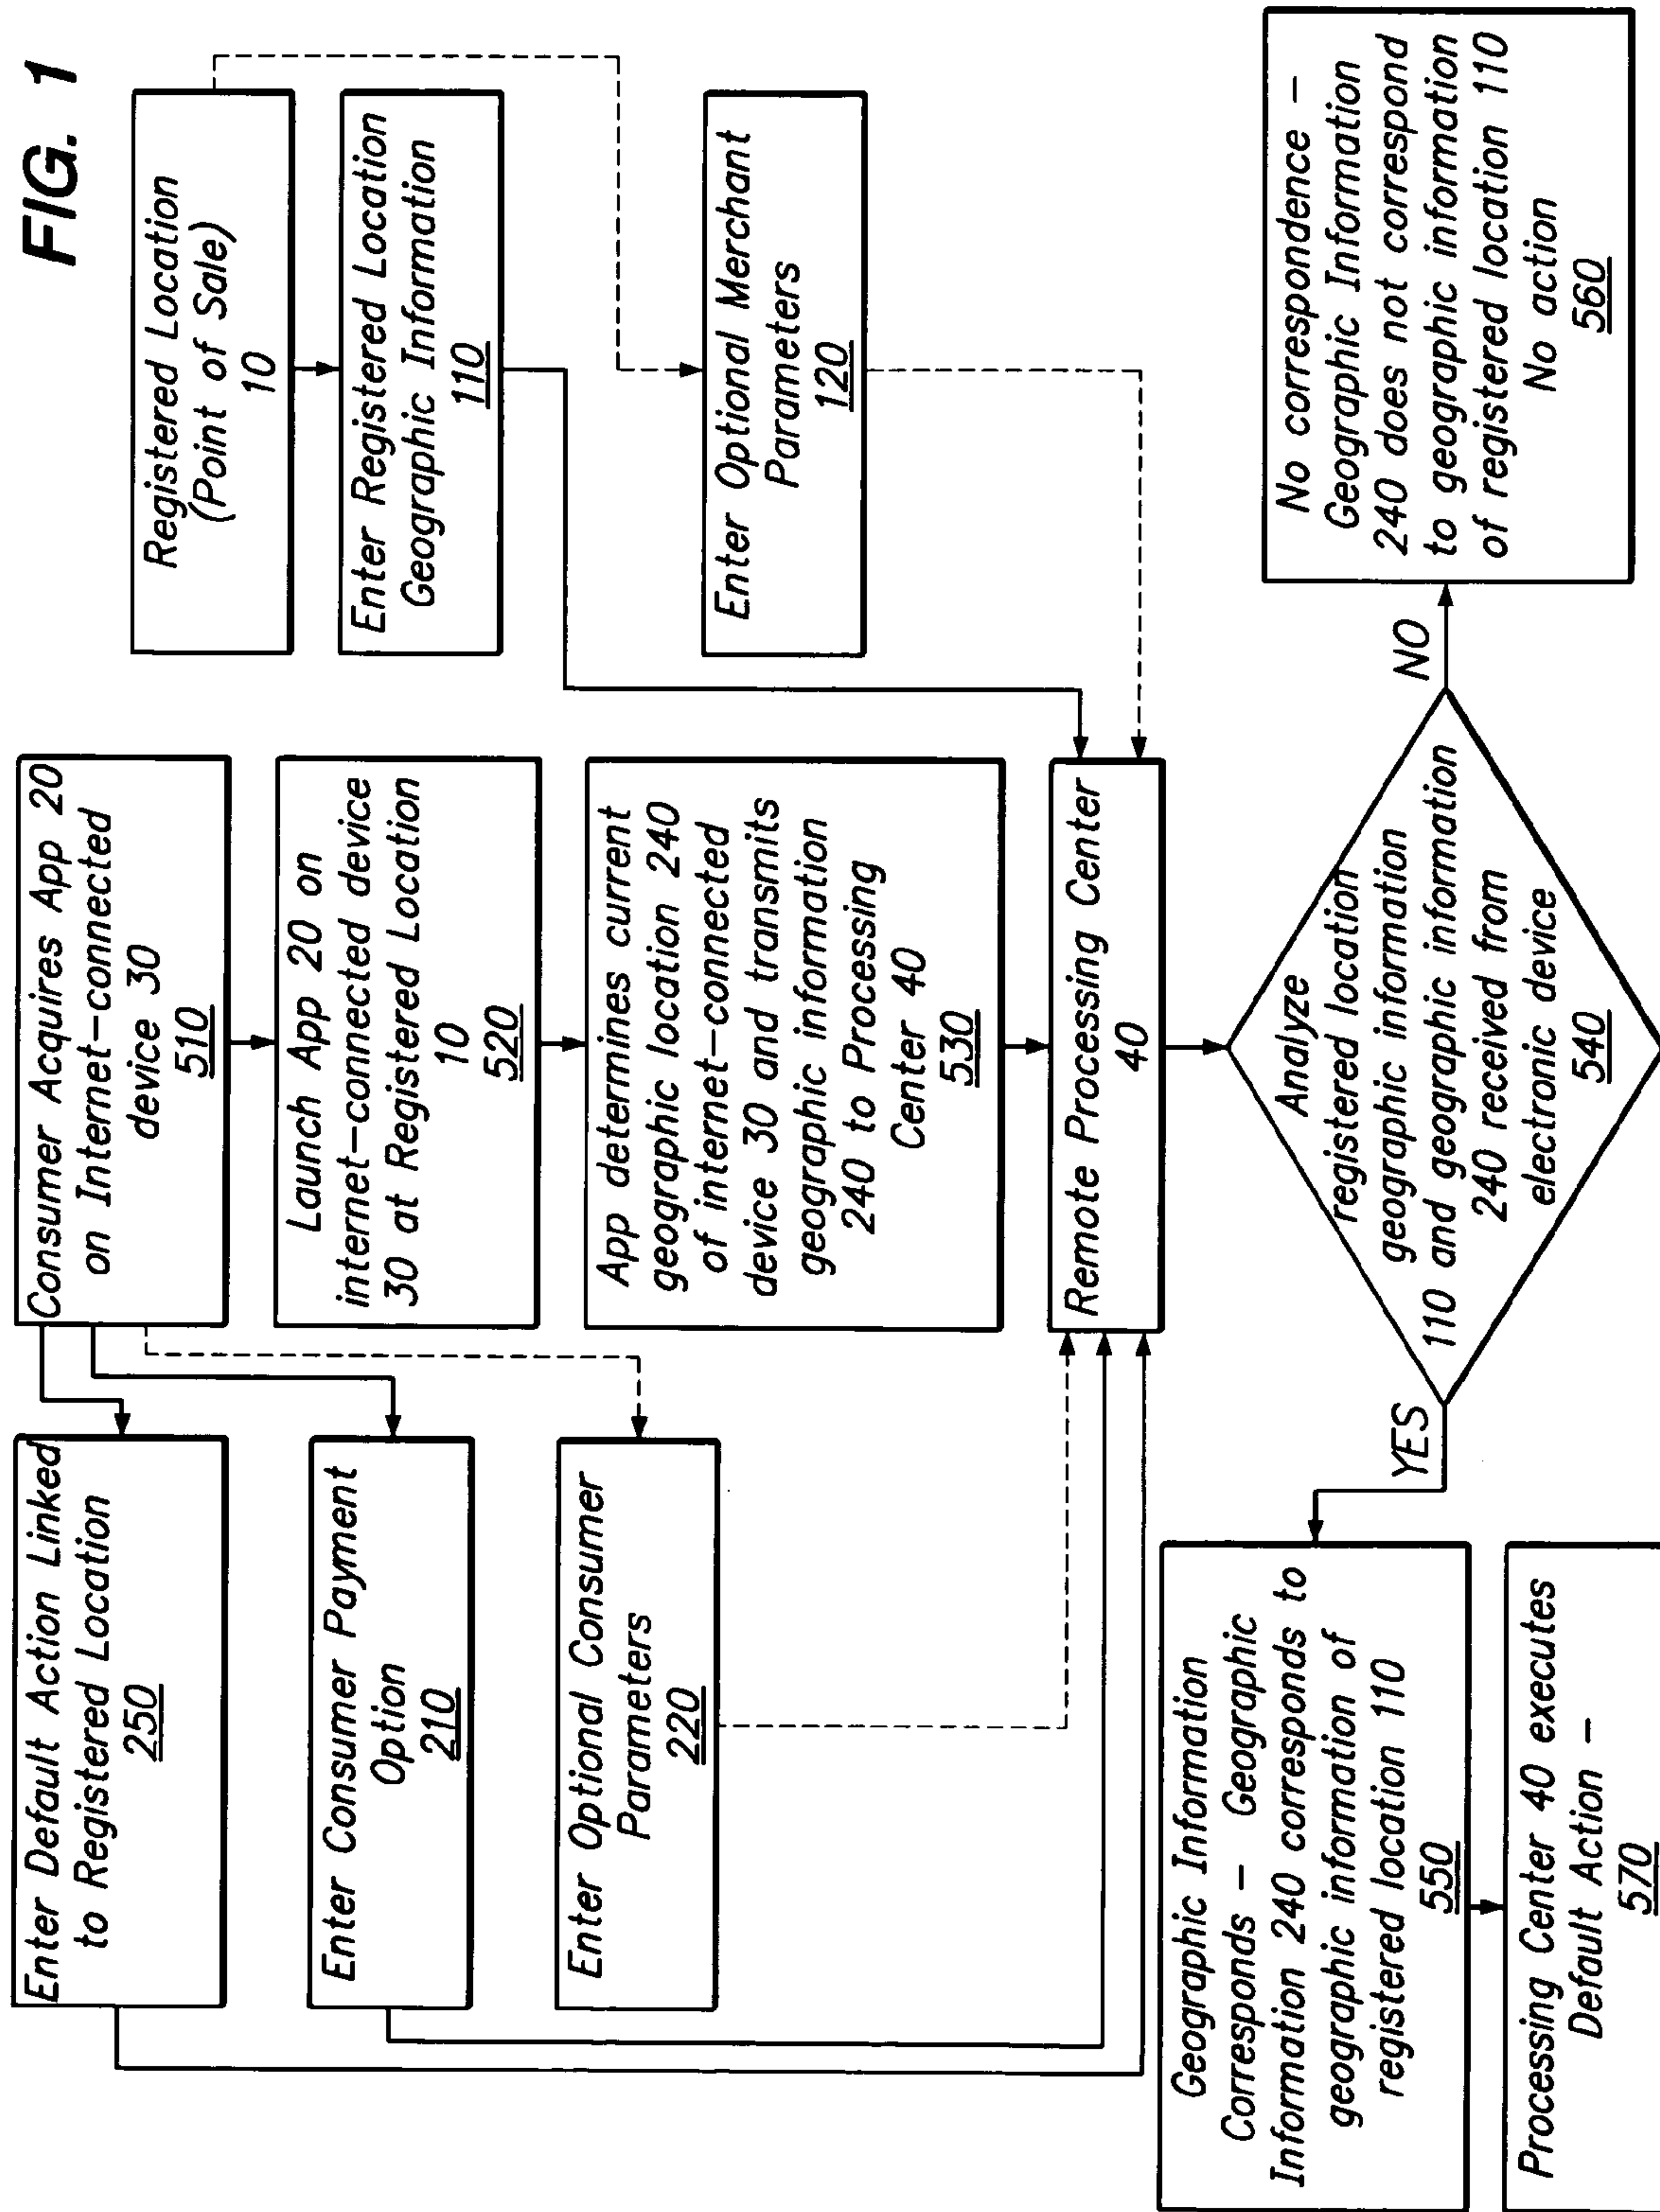 FIG. 1
Enter Default Action Linked
to Registered Location
250
Enter Consumer Payment
Option
210
Enter Optional Consumer
Parameters
220
Consumer Acquires App 20
on Internet-connected
device 30
510
Launch App 20 on
internet-connected device
30 at Registered Location
10
520
App determines current
geographic location 240
of internet-connected
device 30 and transmits
geographic information
240 to Processing
Center 40
530
Registered Location
(Point of Sale)
10
Enter Registered Location
Geographic Information
110
Enter Optional Merchant
Parameters
120
Remote Processing Center
40
Analyze
registered location
geographic information
110 and geographic information
240 received from
electronic device
540
YES
NO
Geographic Information
Corresponds - Geographic
Information 240 corresponds to
geographic information of
registered location 110
550
Processing Center 40 executes
Default Action -
570
No correspondence -
Geographic Information
240 does not correspond
to geographic information
of registered location 110
No action
560